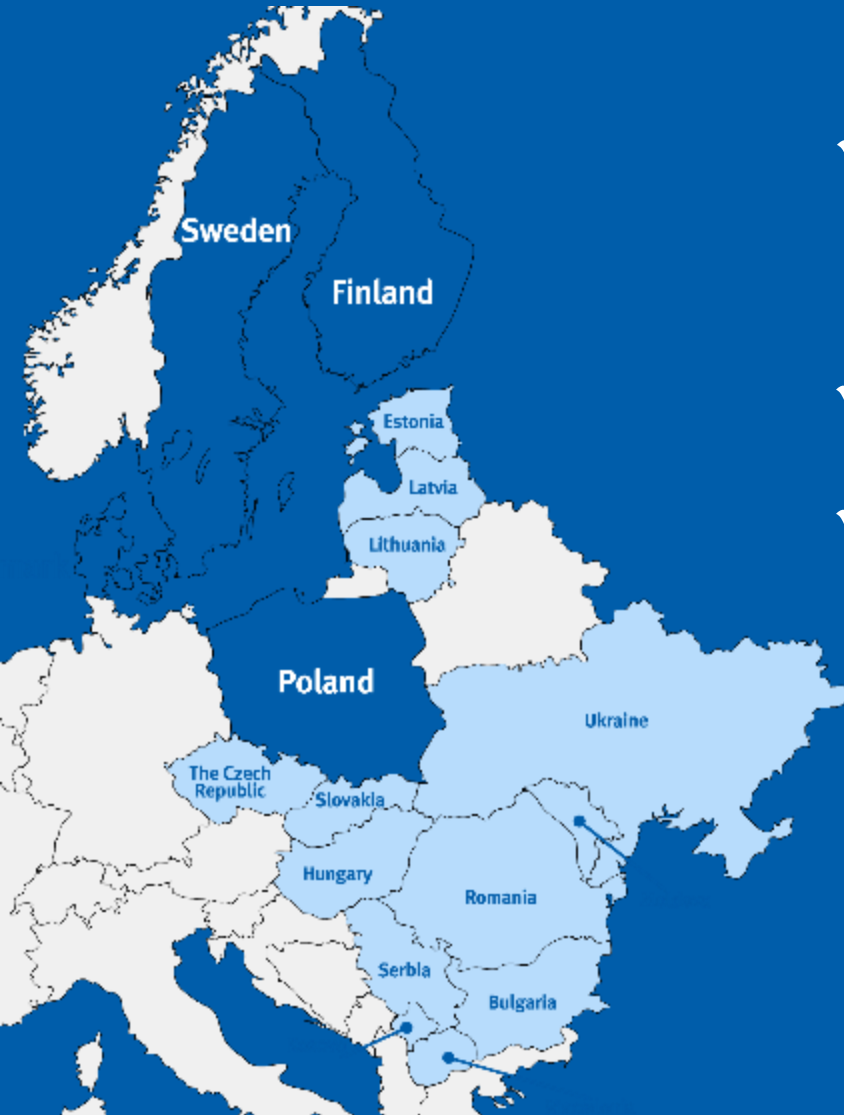 Sweden
Finland
Estonia
Latvia
Lithuania
Poland
Ukraine
The Czech
Republic
Slovakia
Hungary
Romania
Serbia
Bulgaria